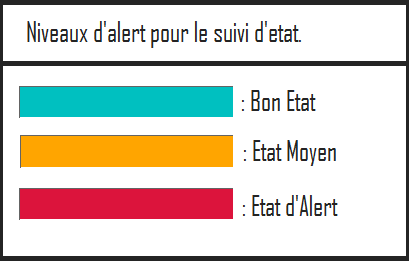 Niveaux d'alert pour le suivi d'etat.
: Bon Etat
: Etat Moyen
: Etat d'Alert